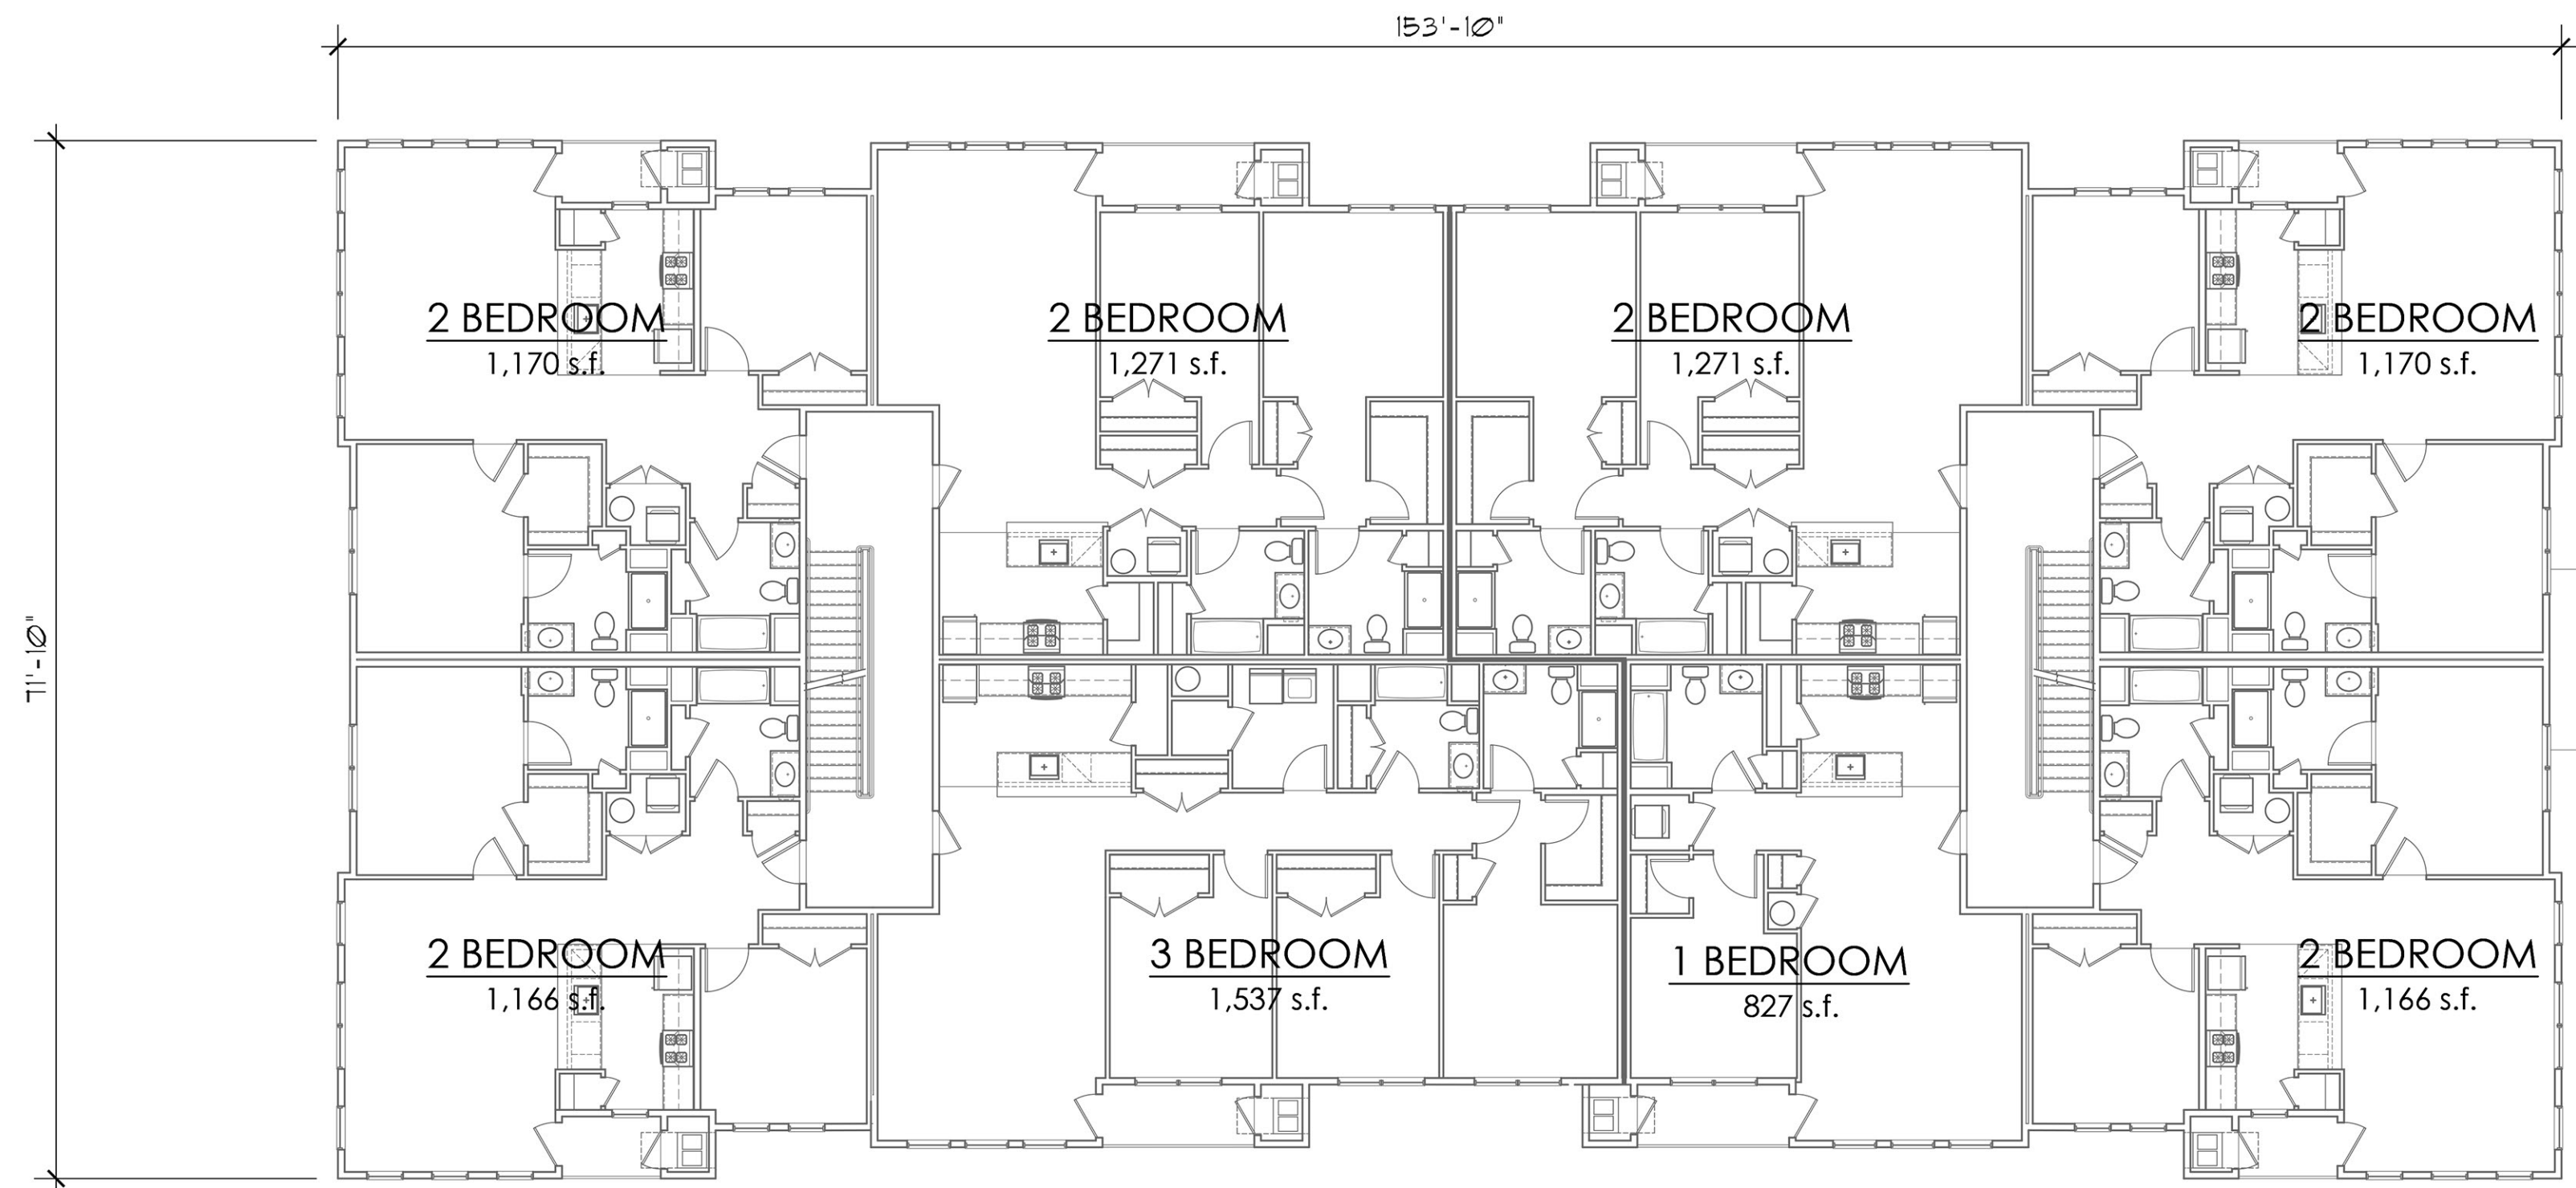 153'-10"
71'-10"
2 BEDROOM
1,170 s.f.
2 BEDROOM
1,271 s.f.
2 BEDROOM
1,271 s.f.
2 BEDROOM
1,170 s.f.
2 BEDROOM
1,166 s.f.
3 BEDROOM
1,537 s.f.
1 BEDROOM
827 s.f.
2 BEDROOM
1,166 s.f.